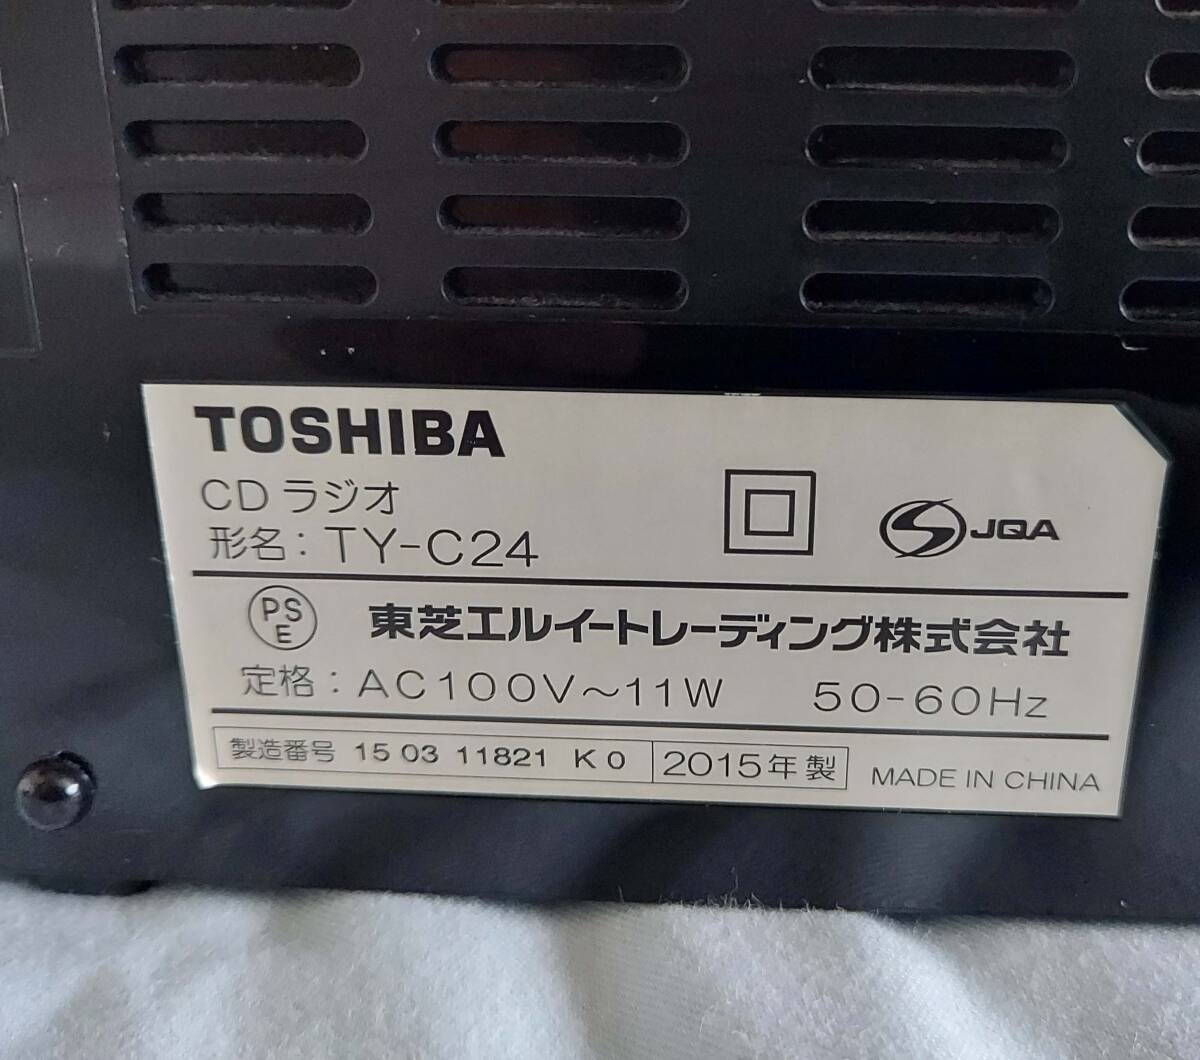 TOSHIBA
CD ラジオ
形名: TY-C24
JQA
PS
E
東芝エルイートレーディング株式会社
定格: AC100V～11W 50-60Hz
製造番号 15 03 11821 K 0 2015年製 MADE IN CHINA